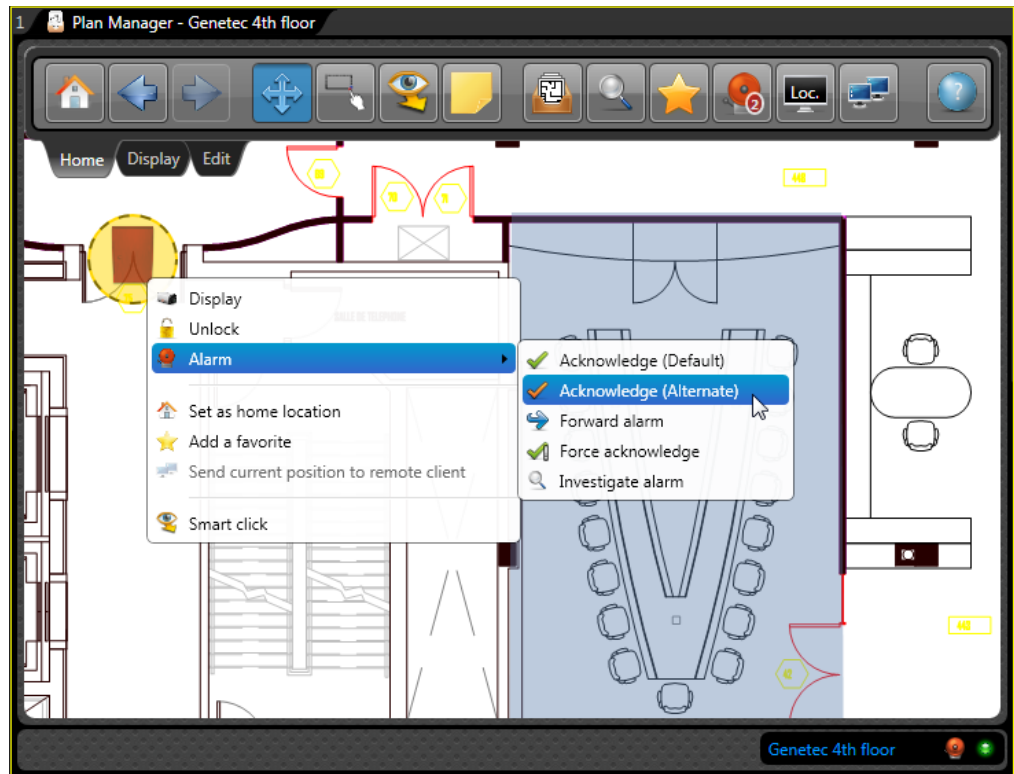 1 Plan Manager - Genetec 4th floor
2
Loc.
?
Home Display Edit
Display
Unlock
Alarm
Set as home location
Add a favorite
Send current position to remote client
Smart click
Acknowledge (Default)
Acknowledge (Alternate)
Forward alarm
Force acknowledge
Investigate alarm
Genetec 4th floor